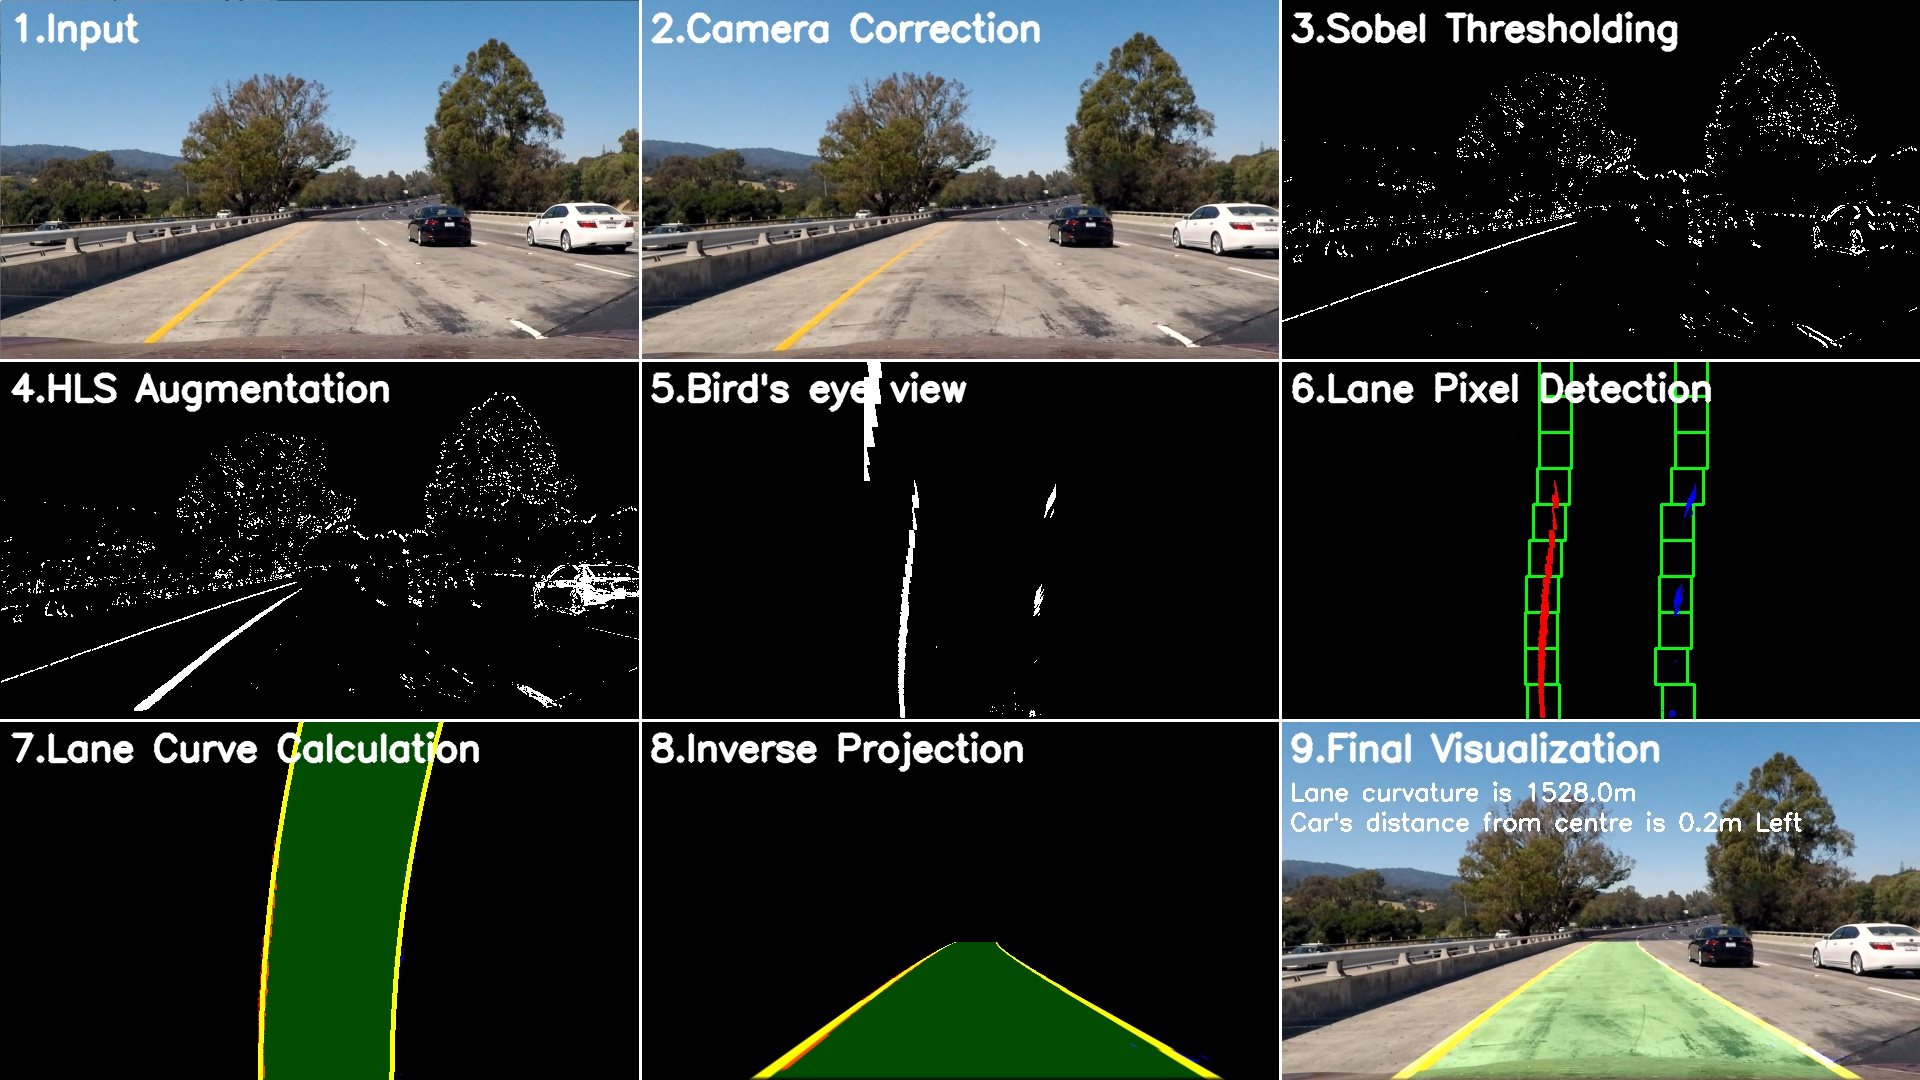 1.Input
2.Camera Correction
3.Sobel Thresholding
4.HLS Augmentation
5.Bird's eye view
6.Lane Pixel Detection
7.Lane Curve Calculation
8.Inverse Projection
9.Final Visualization
Lane curvature is 1528.0m
Car's distance from centre is 0.2m Left